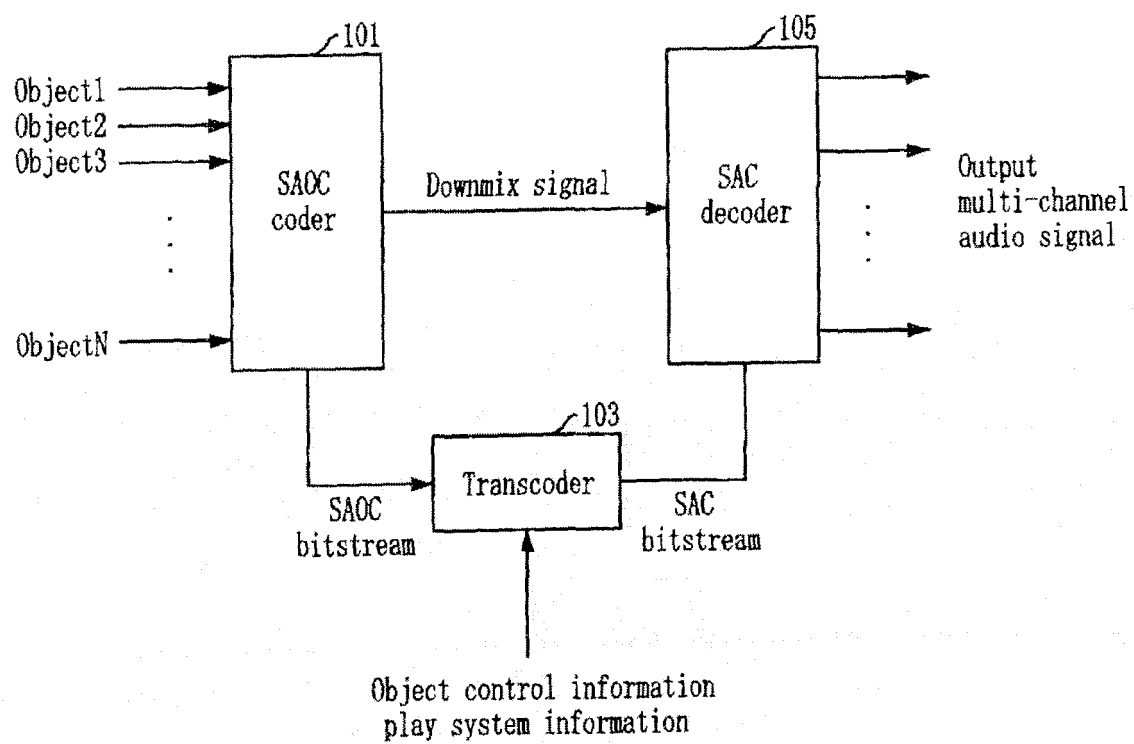 101
105
Object1
Object2
Object3
ObjectN
SAOC
coder
Downmix signal
SAC
decoder
Output
multi-channel
audio signal
103
Transcoder
SAOC
bitstream
SAC
bitstream
Object control information
play system information